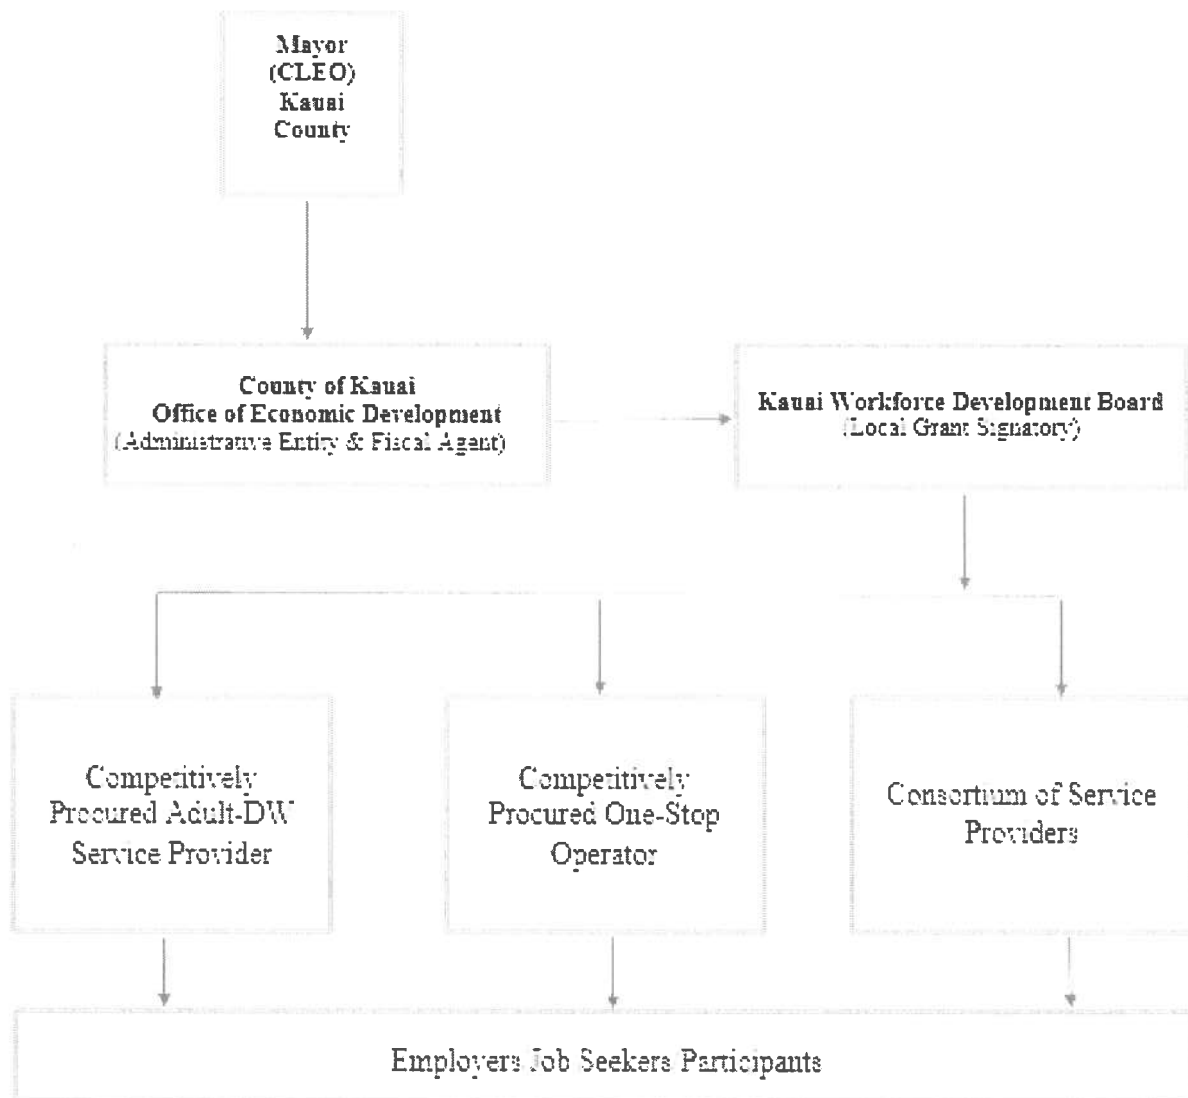 Mayor
(CLEO)
Kauai
County
County of Kauai
Office of Economic Development
(Administrative Entity & Fiscal Agent)
Kauai Workforce Development Board
(Local Grant Signatory)
Competitively
Procured Adult-DW
Service Provider
Competitively
Procured One-Stop
Operator
Consortium of Service
Providers
Employers Job Seekers Participants